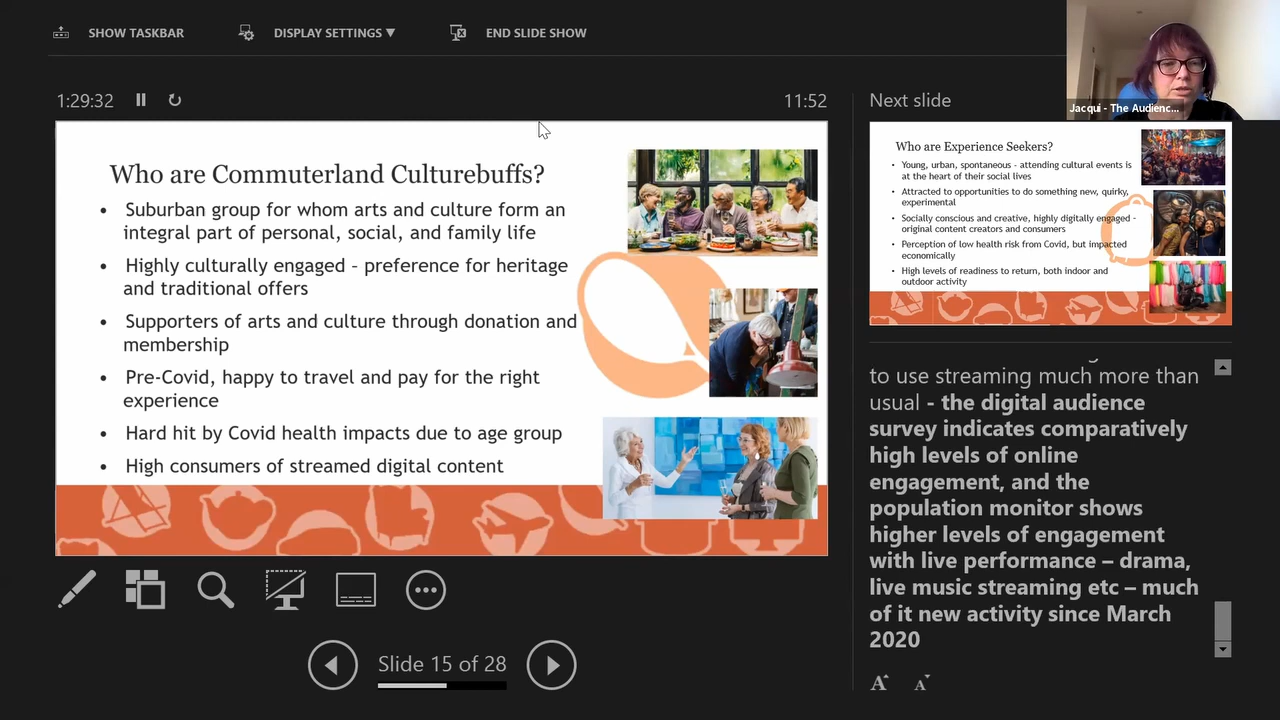 SHOW TASKBAR
DISPLAY SETTINGS ▼
END SLIDE SHOW
1:29:32
11:52
Next slide
Jacqui - The Audienc...
Who are Commuterland Culturebuffs?
• Suburban group for whom arts and culture form an
integral part of personal, social, and family life
• Highly culturally engaged – preference for heritage
and traditional offers
• Supporters of arts and culture through donation and
membership
• Pre-Covid, happy to travel and pay for the right
experience
• Hard hit by Covid health impacts due to age group
• High consumers of streamed digital content
Who are Experience Seekers?
• Young, urban, spontaneous - attending cultural events is
at the heart of their social lives
• Attracted to opportunities to do something new, quirky,
experimental
• Socially conscious and creative, highly digitally engaged -
original content creators and consumers
• Perception of low health risk from Covid, but impacted
economically
• High levels of readiness to return, both indoor and
outdoor activity
to use streaming much more than
usual - the digital audience
survey indicates comparatively
high levels of online
engagement, and the
population monitor shows
higher levels of engagement
with live performance – drama,
live music streaming etc – much
of it new activity since March
2020
Slide 15 of 28
A A